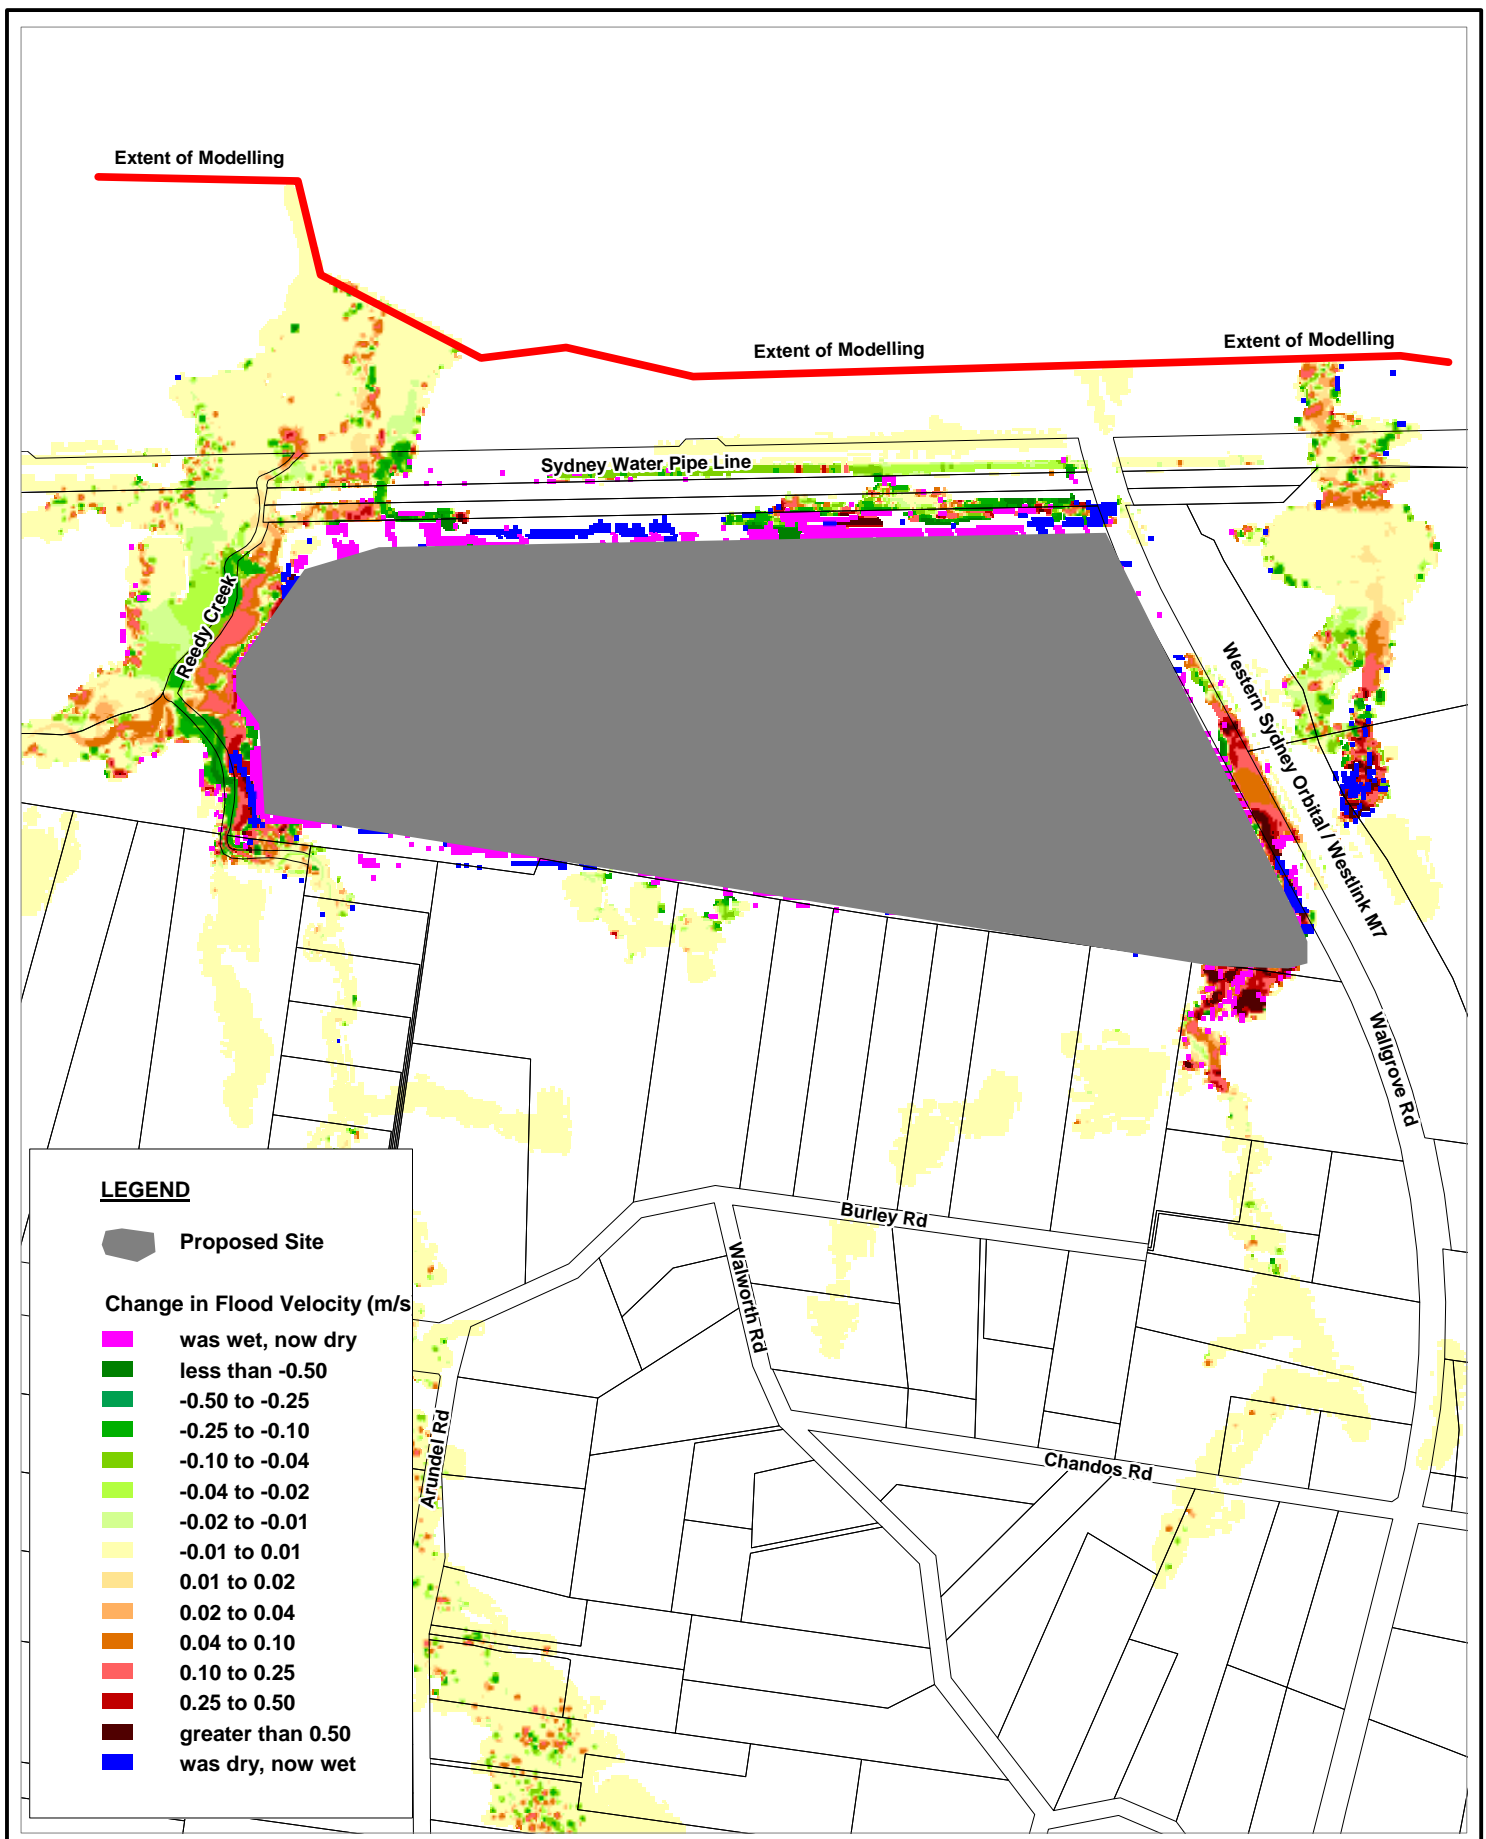 Extent of Modelling
Extent of Modelling
Extent of Modelling
Sydney Water Pipe Line
Reedy Creek
Western Sydney Orbital / Westlink M7
Wallgrove Rd
Burley Rd
Walworth Rd
Arundel Rd
Chandos Rd
LEGEND
Proposed Site
Change in Flood Velocity (m/s
was wet, now dry
less than -0.50
-0.50 to -0.25
-0.25 to -0.10
-0.10 to -0.04
-0.04 to -0.02
-0.02 to -0.01
-0.01 to 0.01
0.01 to 0.02
0.02 to 0.04
0.04 to 0.10
0.10 to 0.25
0.25 to 0.50
greater than 0.50
was dry, now wet